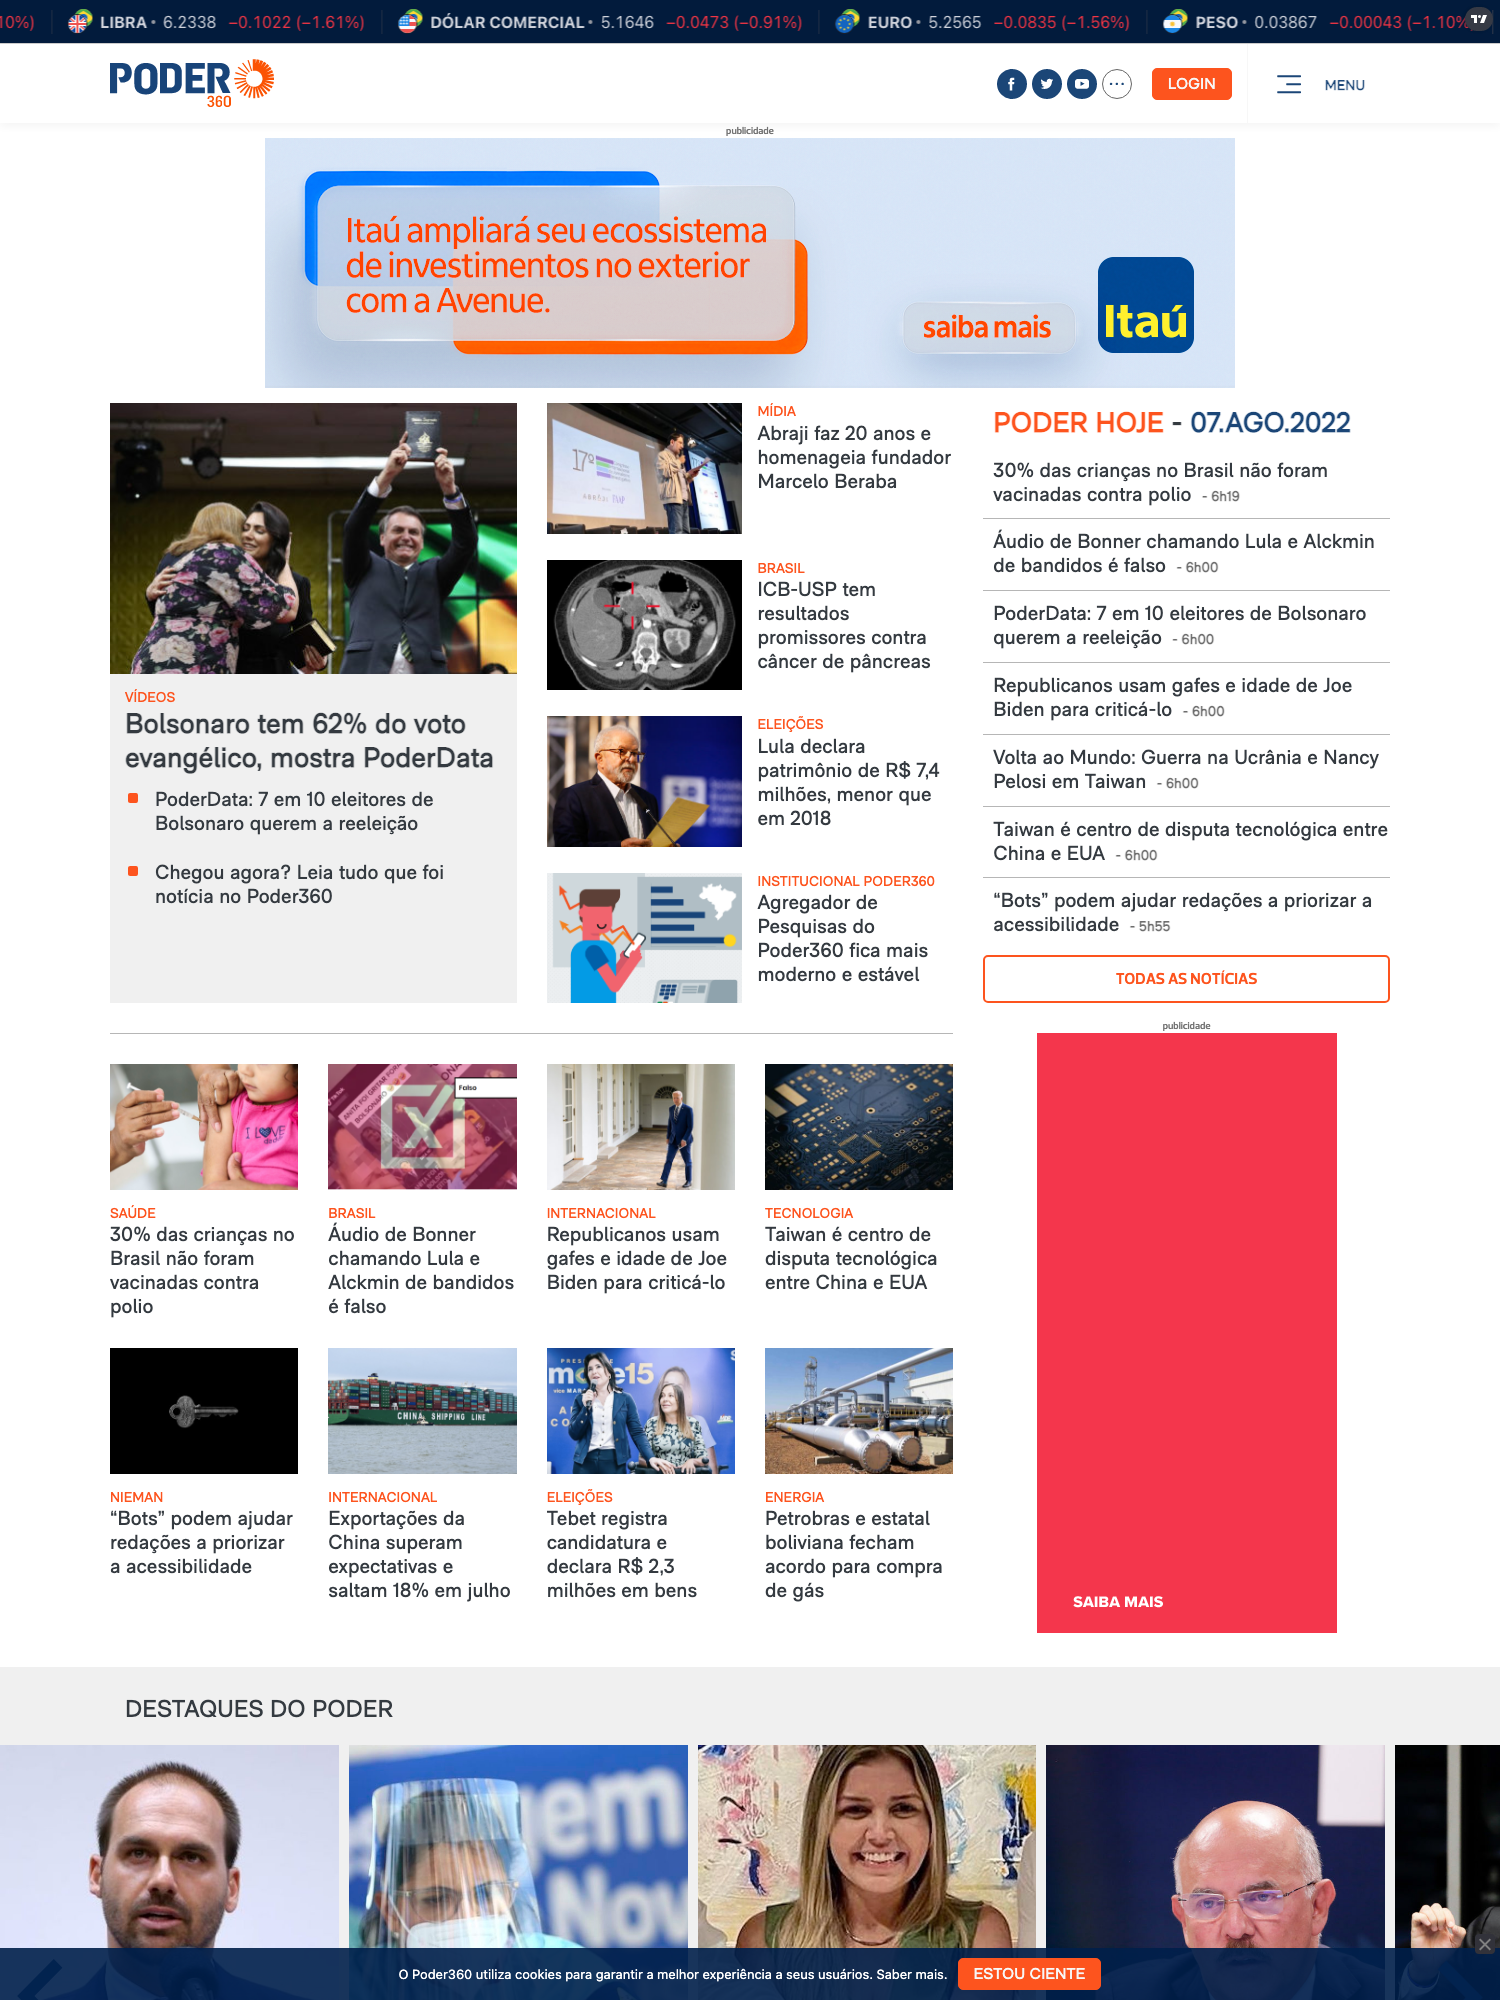 10%)
LIBRA • 6.2338 −0.1022 (−1.61%)
DÓLAR COMERCIAL • 5.1646 −0.0473 (−0.91%)
EURO • 5.2565 −0.0835 (−1.56%)
PESO • 0.03867 −0.00043 (−1.10%
PODER
360
LOGIN
MENU
publicidade
Itaú ampliará seu ecossistema
de investimentos no exterior
com a Avenue.
saiba mais
Itaú
VÍDEOS
Bolsonaro tem 62% do voto
evangélico, mostra PoderData
PoderData: 7 em 10 eleitores de
Bolsonaro querem a reeleição
Chegou agora? Leia tudo que foi
notícia no Poder360
17º
MÍDIA
Abraji faz 20 anos e
homenageia fundador
Marcelo Beraba
BRASIL
ICB-USP tem
resultados
promissores contra
câncer de pâncreas
ELEIÇÕES
Lula declara
patrimônio de R$ 7,4
milhões, menor que
em 2018
INSTITUCIONAL PODER360
Agregador de
Pesquisas do
Poder360 fica mais
moderno e estável
PODER HOJE - 07.AGO.2022
30% das crianças no Brasil não foram
vacinadas contra polio - 6h19
Áudio de Bonner chamando Lula e Alckmin
de bandidos é falso - 6h00
PoderData: 7 em 10 eleitores de Bolsonaro
querem a reeleição - 6h00
Republicanos usam gafes e idade de Joe
Biden para criticá-lo - 6h00
Volta ao Mundo: Guerra na Ucrânia e Nancy
Pelosi em Taiwan - 6h00
Taiwan é centro de disputa tecnológica entre
China e EUA - 6h00
“Bots” podem ajudar redações a priorizar a
acessibilidade - 5h55
TODAS AS NOTÍCIAS
publicidade
SAIBA MAIS
I LOVE
SAÚDE
30% das crianças no
Brasil não foram
vacinadas contra
polio
Falso
BRASIL
Áudio de Bonner
chamando Lula e
Alckmin de bandidos
é falso
INTERNACIONAL
Republicanos usam
gafes e idade de Joe
Biden para criticá-lo
TECNOLOGIA
Taiwan é centro de
disputa tecnológica
entre China e EUA
NIEMAN
“Bots” podem ajudar
redações a priorizar
a acessibilidade
CHINA SHIPPING LINE
INTERNACIONAL
Exportações da
China superam
expectativas e
saltam 18% em julho
ELEIÇÕES
Tebet registra
candidatura e
declara R$ 2,3
milhões em bens
ENERGIA
Petrobras e estatal
boliviana fecham
acordo para compra
de gás
DESTAQUES DO PODER
O Poder360 utiliza cookies para garantir a melhor experiência a seus usuários. Saber mais.
ESTOU CIENTE